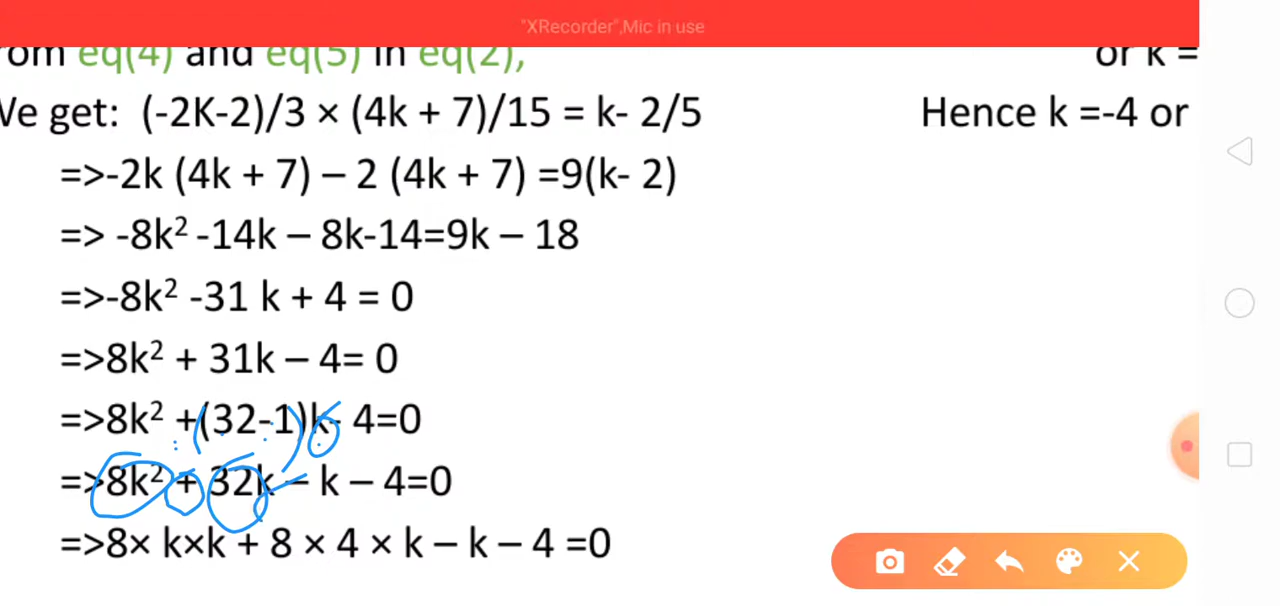 "XRecorder",Mic in use
om eq(4) and eq(5) in eq(2),
We get: (-2K-2)/3 × (4k + 7)/15 = k- 2/5
=>-2k (4k + 7) – 2 (4k + 7) =9(k- 2)
=> -8k² -14k – 8k-14=9k – 18
=>-8k² -31 k + 4 = 0
=>8k² + 31k – 4= 0
=>8k² +(32-1)k- 4=0
=>8k² + 32k – k – 4=0
=>8× k×k + 8 × 4 × k – k – 4 =0
or k =
Hence k =-4 or